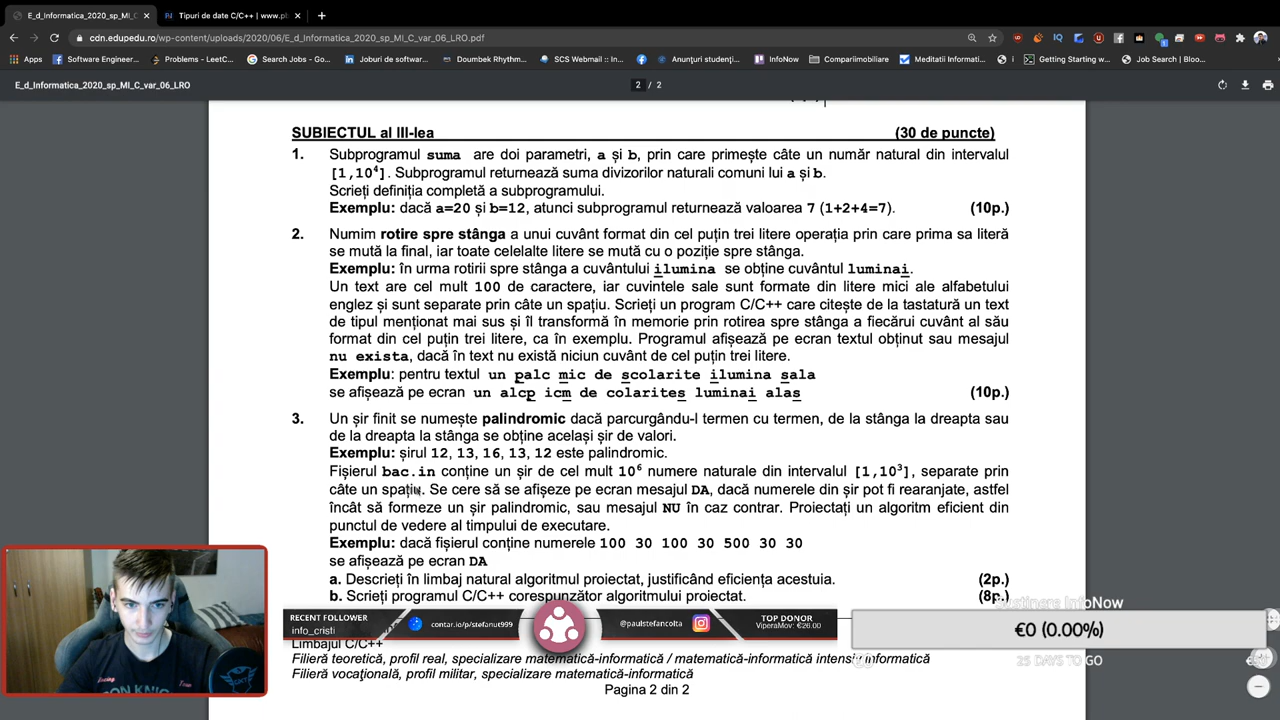 E_d_Informatica_2020_sp_MI_C
Tipuri de date C/C++ | www.pb
cdn.edupedu.ro/wp-content/uploads/2020/06/E_d_Informatica_2020_sp_MI_C_var_06_LRO.pdf
Apps
Software Engineer...
Problems - LeetC...
Search Jobs - Go...
Joburi de softwar...
Doumbek Rhythm...
SCS Webmail :: In...
Anunțuri studenți...
InfoNow
Compariimobiliare
Meditatii Informati...
i
Getting Starting w...
Job Search | Bloo...
E_d_Informatica_2020_sp_MI_C_var_06_LRO
2 / 2
SUBIECTUL al III-lea (30 de puncte)
1. Subprogramul suma are doi parametri, a și b, prin care primește câte un număr natural din intervalul
[1,10⁴]. Subprogramul returnează suma divizorilor naturali comuni lui a și b.
Scrieți definiția completă a subprogramului.
Exemplu: dacă a=20 și b=12, atunci subprogramul returnează valoarea 7 (1+2+4=7). (10p.)
2. Numim rotire spre stânga a unui cuvânt format din cel puțin trei litere operația prin care prima sa literă
se mută la final, iar toate celelalte litere se mută cu o poziție spre stânga.
Exemplu: în urma rotirii spre stânga a cuvântului ilumina se obține cuvântul luminai.
Un text are cel mult 100 de caractere, iar cuvintele sale sunt formate din litere mici ale alfabetului
englez și sunt separate prin câte un spațiu. Scrieți un program C/C++ care citește de la tastatură un text
de tipul menționat mai sus și îl transformă în memorie prin rotirea spre stânga a fiecărui cuvânt al său
format din cel puțin trei litere, ca în exemplu. Programul afișează pe ecran textul obținut sau mesajul
nu exista, dacă în text nu există niciun cuvânt de cel puțin trei litere.
Exemplu: pentru textul un palc mic de scolarite ilumina sala
se afișează pe ecran un alcp icm de colarites luminai alas (10p.)
3. Un șir finit se numește palindromic dacă parcurgându-l termen cu termen, de la stânga la dreapta sau
de la dreapta la stânga se obține același șir de valori.
Exemplu: șirul 12, 13, 16, 13, 12 este palindromic.
Fișierul bac.in conține un șir de cel mult 10⁶ numere naturale din intervalul [1,10³], separate prin
câte un spațiu. Se cere să se afișeze pe ecran mesajul DA, dacă numerele din șir pot fi rearanjate, astfel
încât să formeze un șir palindromic, sau mesajul NU în caz contrar. Proiectați un algoritm eficient din
punctul de vedere al timpului de executare.
Exemplu: dacă fișierul conține numerele 100 30 100 30 500 30 30
se afișează pe ecran DA
a. Descrieți în limbaj natural algoritmul proiectat, justificând eficiența acestuia. (2p.)
b. Scrieți programul C/C++ corespunzător algoritmului proiectat. (8p.)
RECENT FOLLOWER
info_cristi
contar.io/p/stefanut999
@paulstefancolta
TOP DONOR
ViperaMov: €26.00
Sustinere InfoNow
€0 (0.00%)
25 DAYS TO GO
Limbajul C/C++
Filieră teoretică, profil real, specializare matematică-informatică / matematică-informatică intensiv informatică
Filieră vocațională, profil militar, specializare matematică-informatică
Pagina 2 din 2